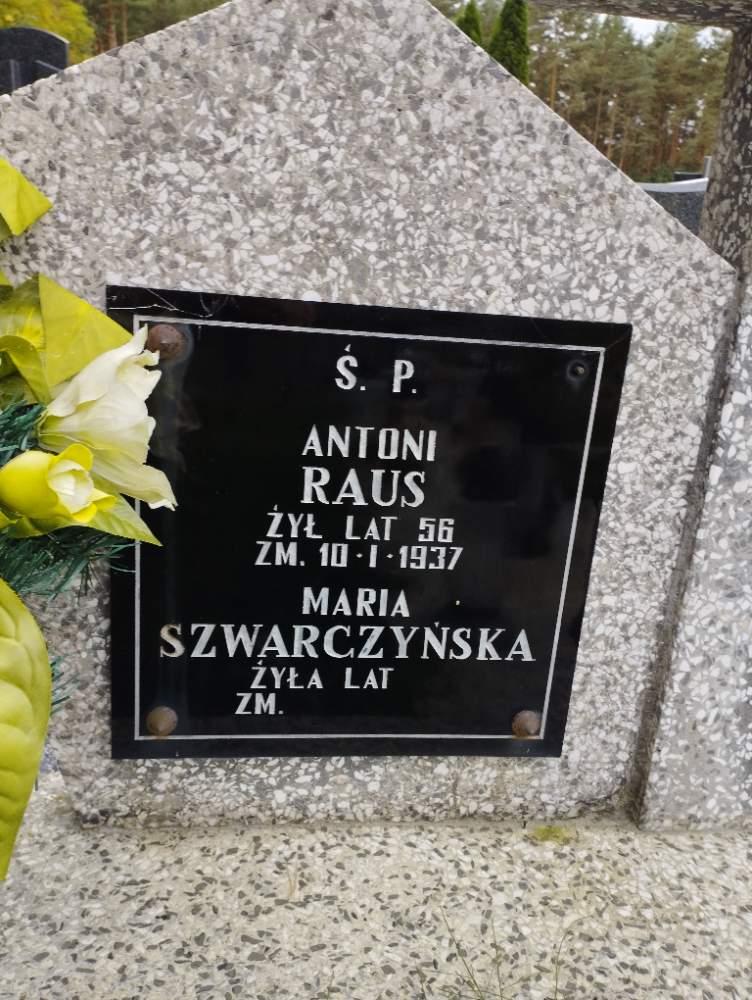 Ś. P.
ANTONI
RAUS
ŻYŁ LAT 56
ZM. 10·I·1937
MARIA
SZWARCZYŃSKA
ŻYŁA LAT
ZM.